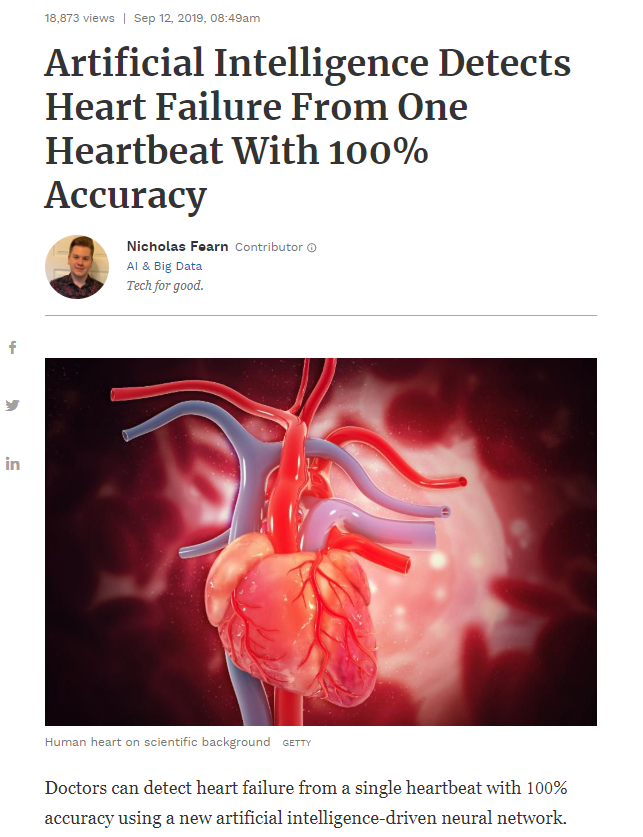 18,873 views | Sep 12, 2019, 08:49am
Artificial Intelligence Detects
Heart Failure From One
Heartbeat With 100%
Accuracy
Nicholas Fearn Contributor
AI & Big Data
Tech for good.
Human heart on scientific background GETTY
Doctors can detect heart failure from a single heartbeat with 100%
accuracy using a new artificial intelligence-driven neural network.